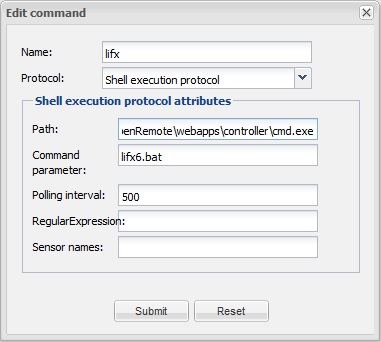 Edit command
Name: lifx
Protocol: Shell execution protocol
Shell execution protocol attributes
Path: enRemote\webapps\controller\cmd.exe
Command parameter: lifx6.bat
Polling interval: 500
RegularExpression:
Sensor names:
Submit Reset